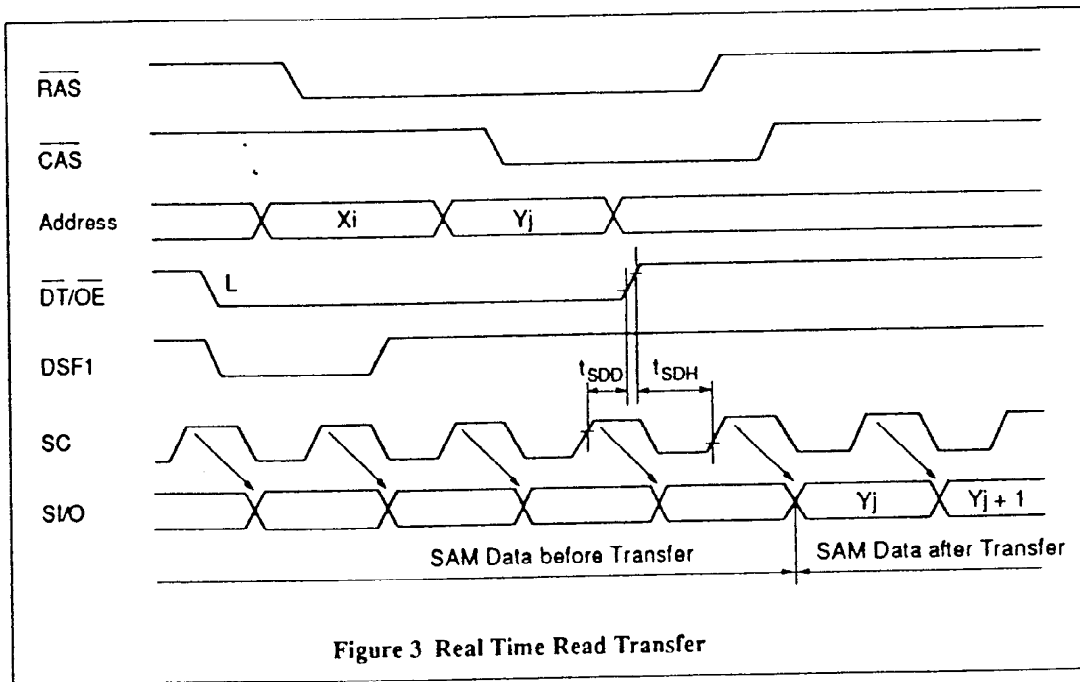 RAS
CAS
Address
Xi
Yj
DT/OE
L
DSF1
tSDD
tSDH
SC
SI/O
Yj
Yj + 1
SAM Data before Transfer
SAM Data after Transfer
Figure 3 Real Time Read Transfer